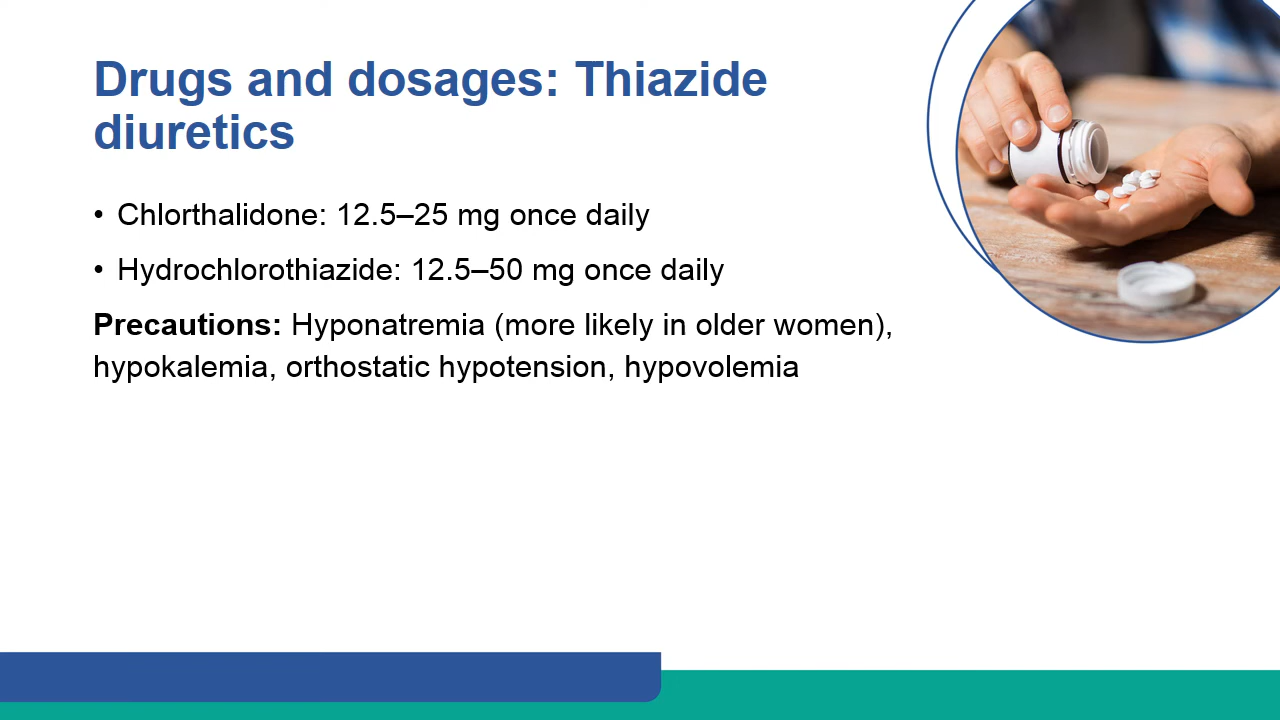 Drugs and dosages: Thiazide
diuretics
• Chlorthalidone: 12.5–25 mg once daily
• Hydrochlorothiazide: 12.5–50 mg once daily
Precautions: Hyponatremia (more likely in older women),
hypokalemia, orthostatic hypotension, hypovolemia